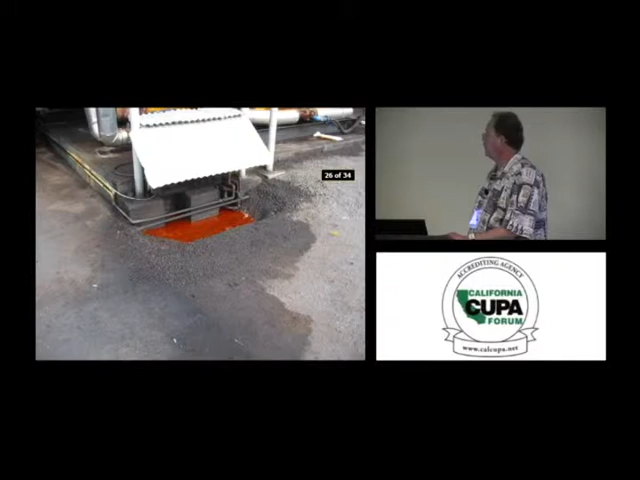 26 of 34
ACCREDITING AGENCY
CALIFORNIA
CUPA
FORUM
www.calcupa.net